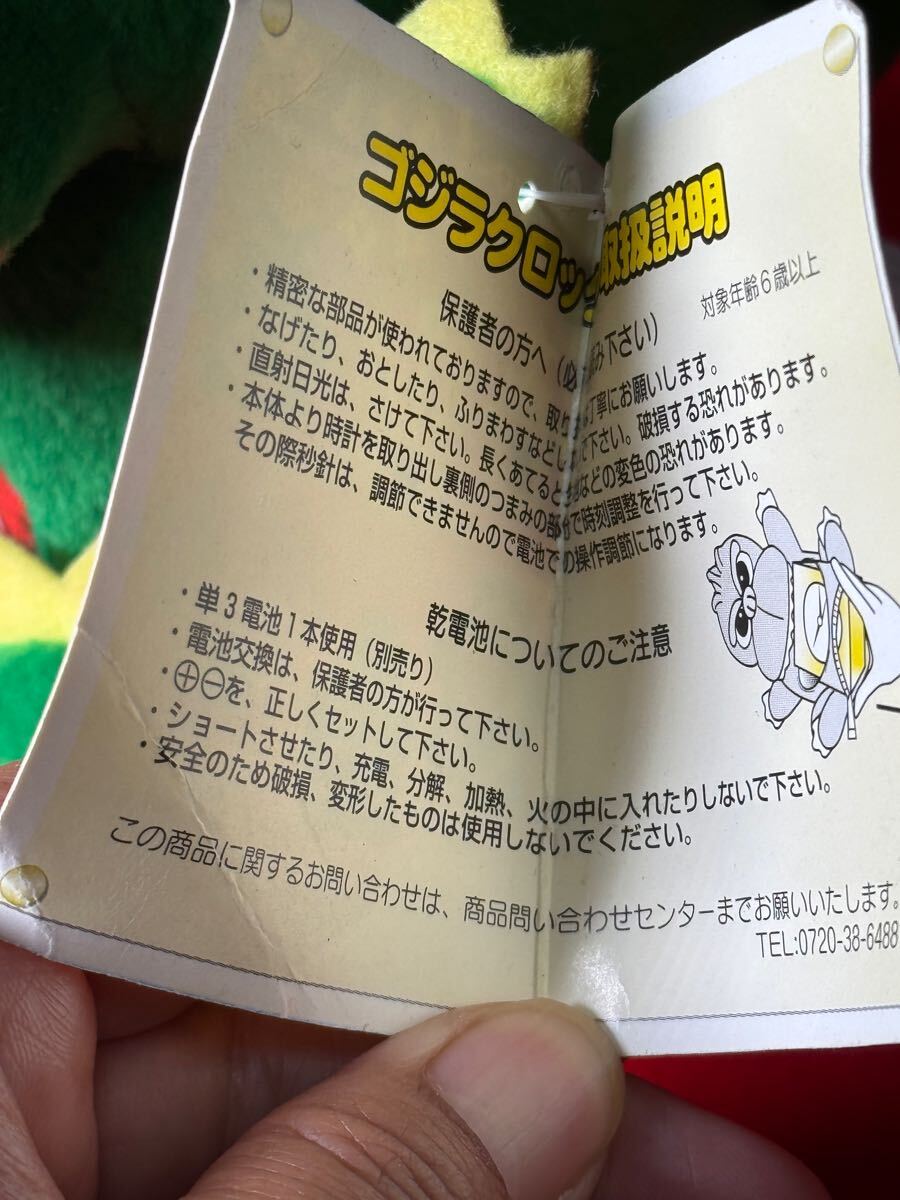 ゴジラクロック取扱説明
対象年齢6歳以上
保護者の方へ(必 み下さい)
・精密な部品が使われておりますので、取り 丁寧にお願いします。
・なげたり、おとしたり、ふりまわすなどし 下さい。破損する恐れがあります。
・直射日光は、さけて下さい。長くあてると などの変色の恐れがあります。
・本体より時計を取り出し裏側のつまみの部分で時刻調整を行って下さい。
その際秒針は、調節できませんので電池での操作調節になります。
乾電池についてのご注意
・単3電池1本使用(別売り)
・電池交換は、保護者の方が行って下さい。
・⊕⊖を、正しくセットして下さい。
・ショートさせたり、充電、分解、加熱、火の中に入れたりしないで下さい。
・安全のため破損、変形したものは使用しないでください。
この商品に関するお問い合わせは、商品問い合わせセンターまでお願いいたします。
TEL:0720-38-6488